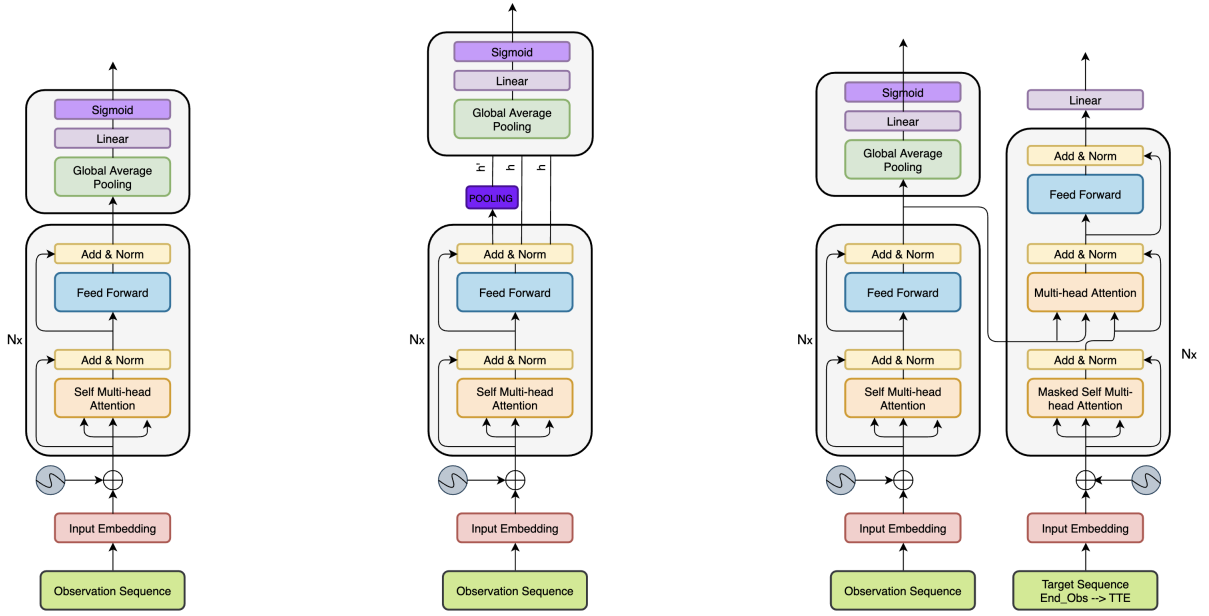 Sigmoid
Linear
Global Average
Pooling
Add & Norm
Feed Forward
Nx
Add & Norm
Self Multi-head
Attention
Input Embedding
Observation Sequence
Sigmoid
Linear
Global Average
Pooling
h'
h
h
POOLING
Add & Norm
Feed Forward
Nx
Add & Norm
Self Multi-head
Attention
Input Embedding
Observation Sequence
Sigmoid
Linear
Global Average
Pooling
Add & Norm
Feed Forward
Nx
Add & Norm
Self Multi-head
Attention
Input Embedding
Observation Sequence
Linear
Add & Norm
Feed Forward
Add & Norm
Multi-head Attention
Add & Norm
Nx
Masked Self Multi-
head Attention
Input Embedding
Target Sequence
End_Obs --> TTE